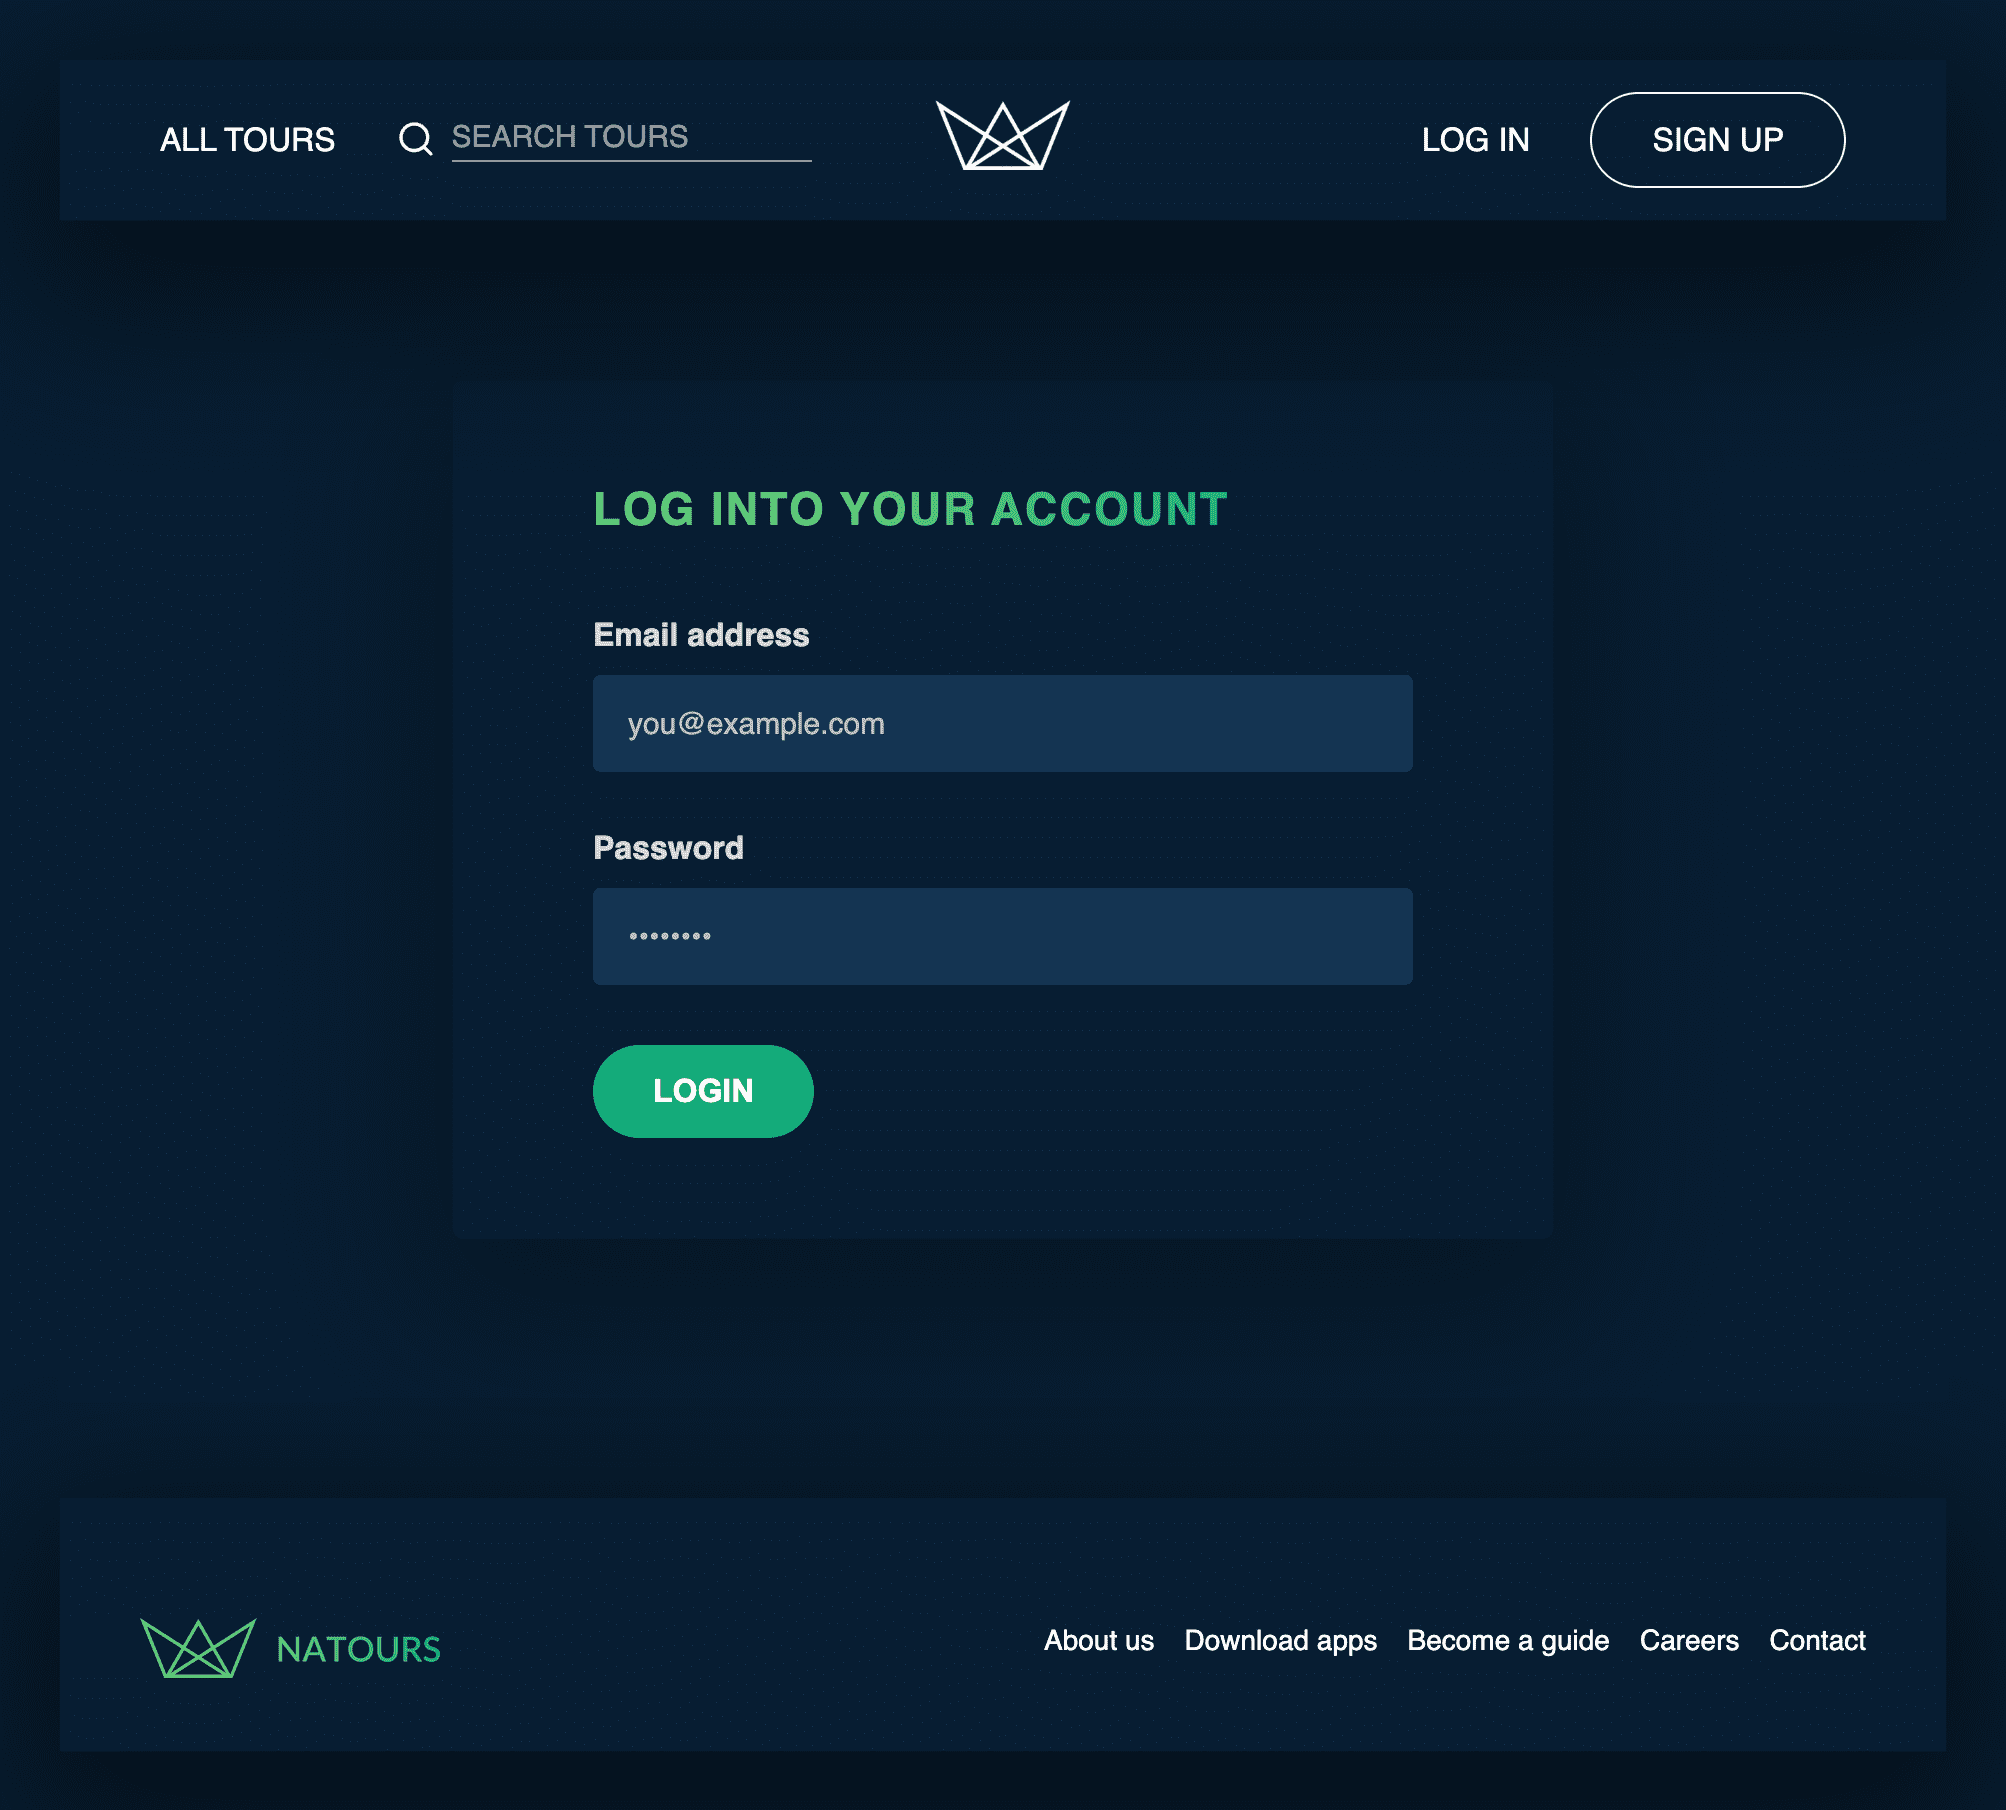 ALL TOURS SEARCH TOURS LOG IN SIGN UP
LOG INTO YOUR ACCOUNT
Email address
you@example.com
Password
••••••••
LOGIN
NATOURS About us Download apps Become a guide Careers Contact